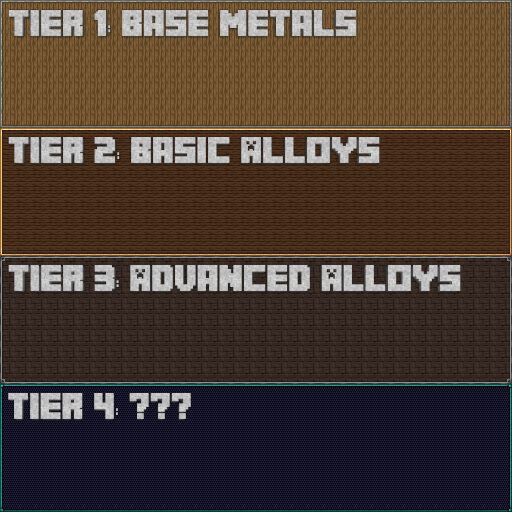 TIER 1: BASE METALS
TIER 2: BASIC ALLOYS
TIER 3: ADVANCED ALLOYS
TIER 4: ???